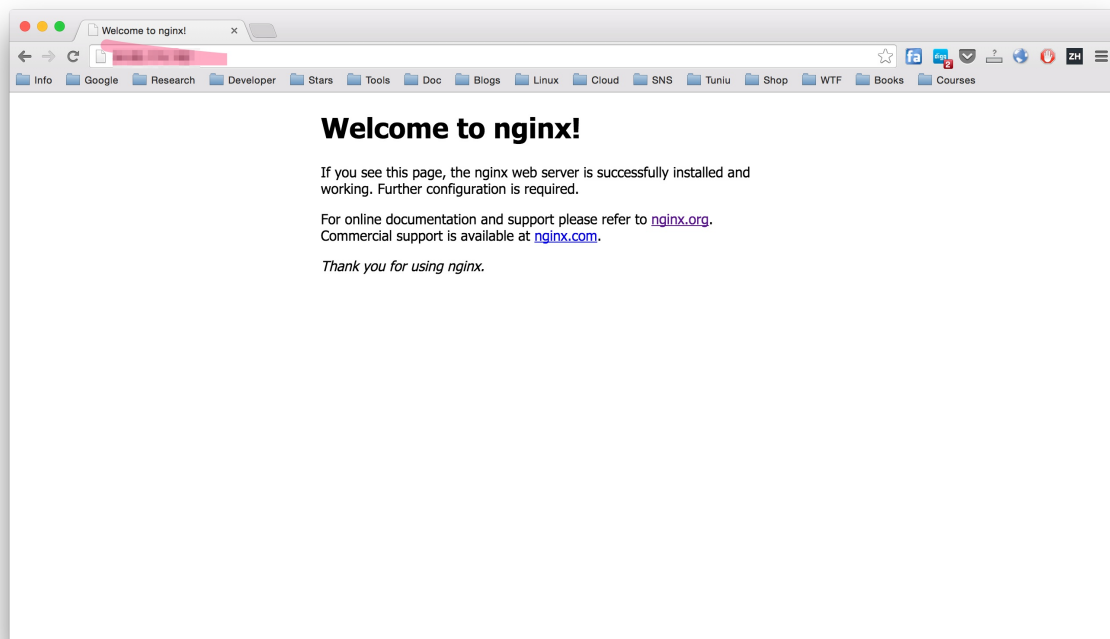 Welcome to nginx!
Info Google Research Developer Stars Tools Doc Blogs Linux Cloud SNS Tuniu Shop WTF Books Courses
Welcome to nginx!
If you see this page, the nginx web server is successfully installed and
working. Further configuration is required.
For online documentation and support please refer to nginx.org.
Commercial support is available at nginx.com.
Thank you for using nginx.